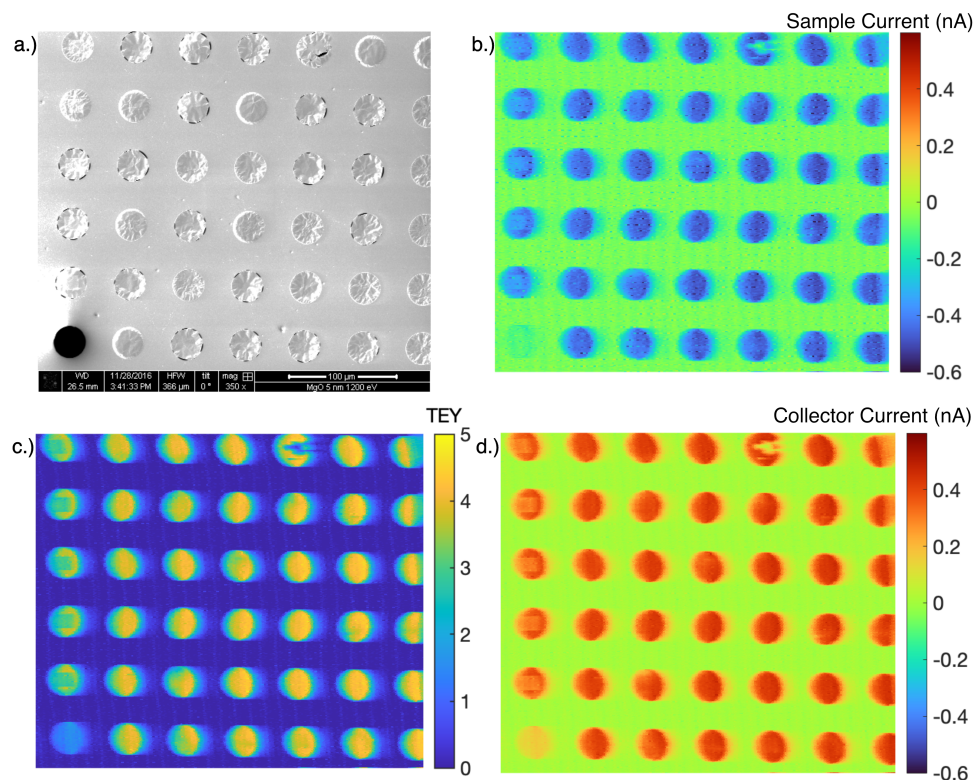 a.)
WD 11/28/2016 HFW tilt mag
26.5 mm 3:41:33 PM 366 µm 0° 350 x
100 µm
MgO 5 nm 1200 eV
b.)
Sample Current (nA)
0.4
0.2
0
-0.2
-0.4
-0.6
c.)
TEY
5
4
3
2
1
0
d.)
Collector Current (nA)
0.4
0.2
0
-0.2
-0.4
-0.6